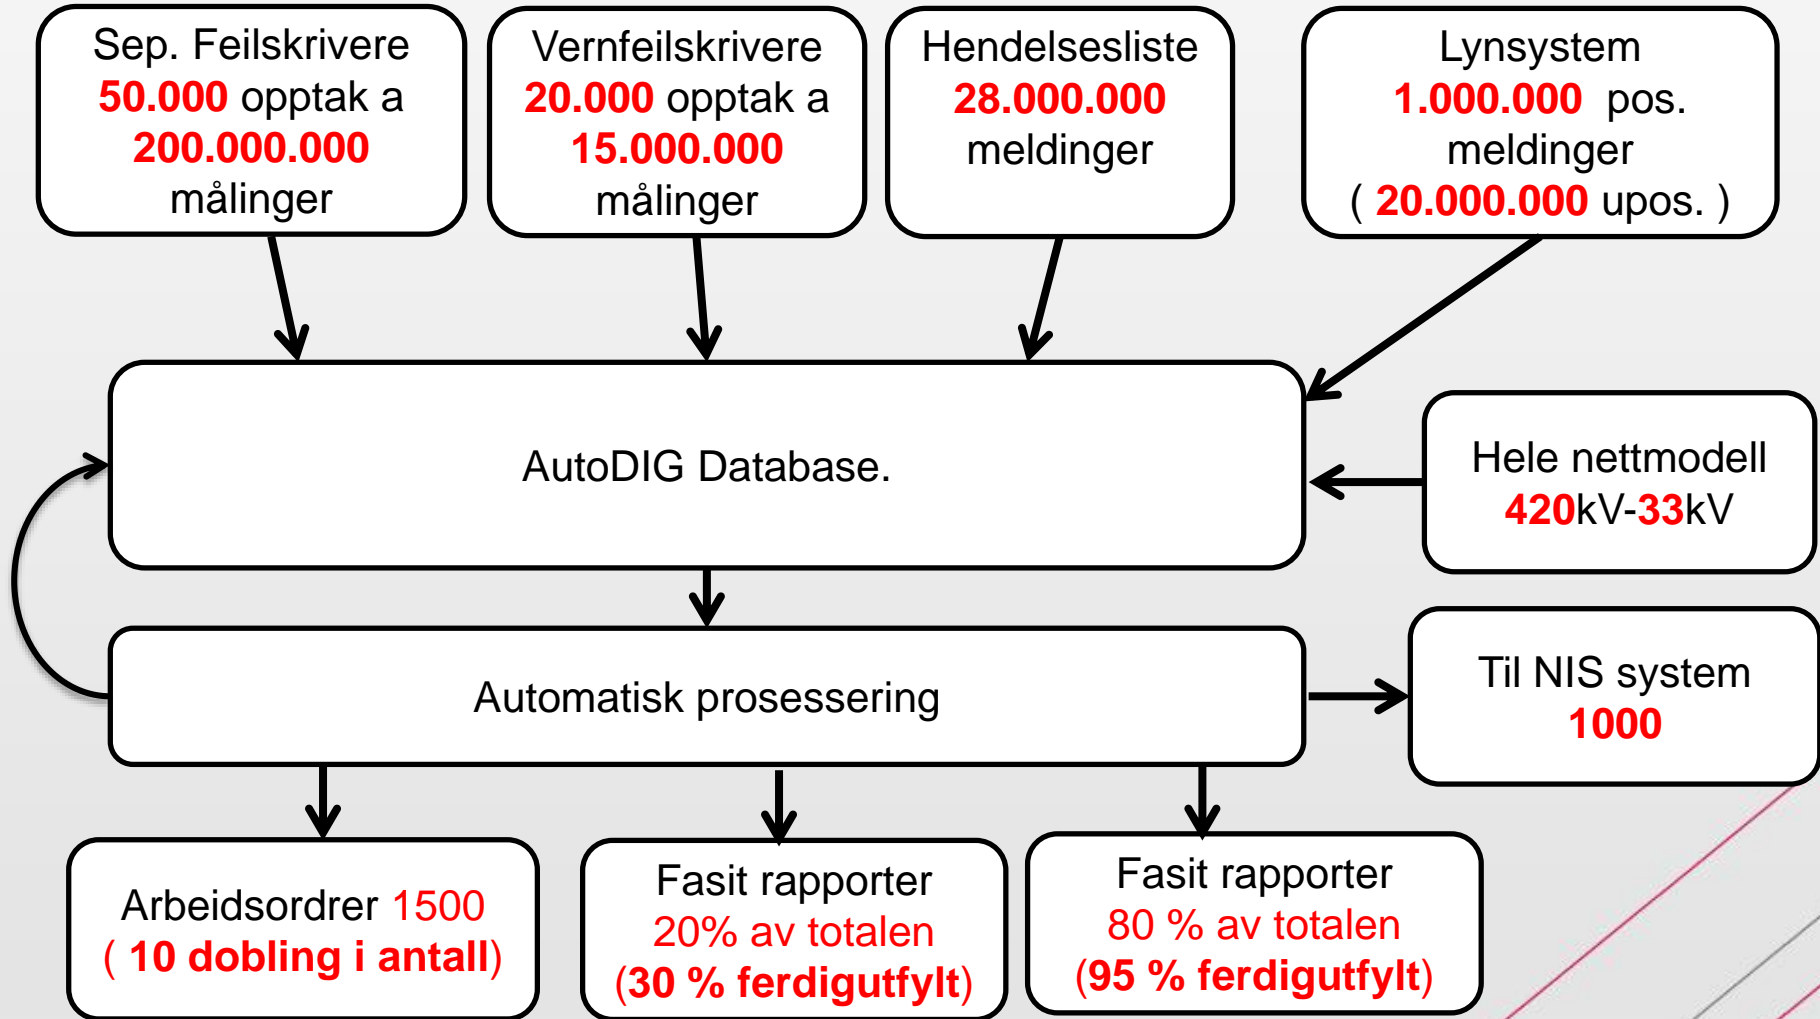 Sep. Feilskrivere
50.000 opptak a
200.000.000
målinger
Vernfeilskrivere
20.000 opptak a
15.000.000
målinger
Hendelsesliste
28.000.000
meldinger
Lynsystem
1.000.000 pos.
meldinger
( 20.000.000 upos. )
AutoDIG Database.
Hele nettmodell
420kV-33kV
Automatisk prosessering
Til NIS system
1000
Arbeidsordrer 1500
( 10 dobling i antall)
Fasit rapporter
20% av totalen
(30 % ferdigutfylt)
Fasit rapporter
80 % av totalen
(95 % ferdigutfylt)